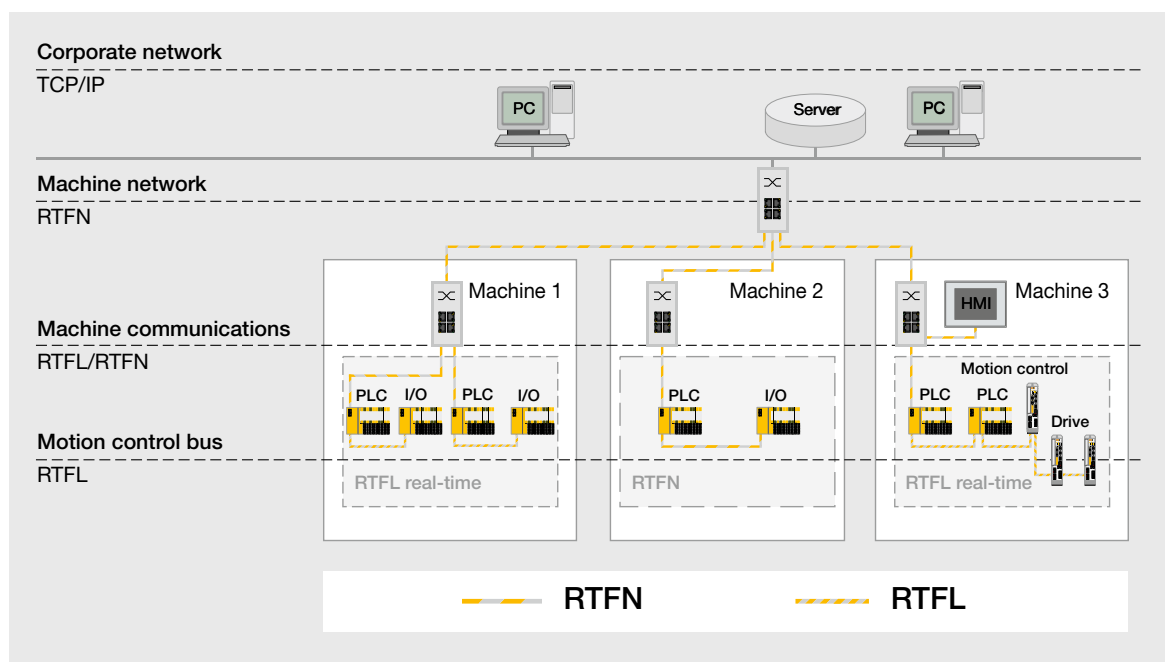 Corporate network
TCP/IP
PC
Server
PC
Machine network
RTFN
Machine 1
Machine 2
HMI
Machine 3
Machine communications
RTFL/RTFN
Motion control
PLC
I/O
PLC
I/O
PLC
I/O
PLC
PLC
Drive
Motion control bus
RTFL
RTFL real-time
RTFN
RTFL real-time
RTFN
RTFL